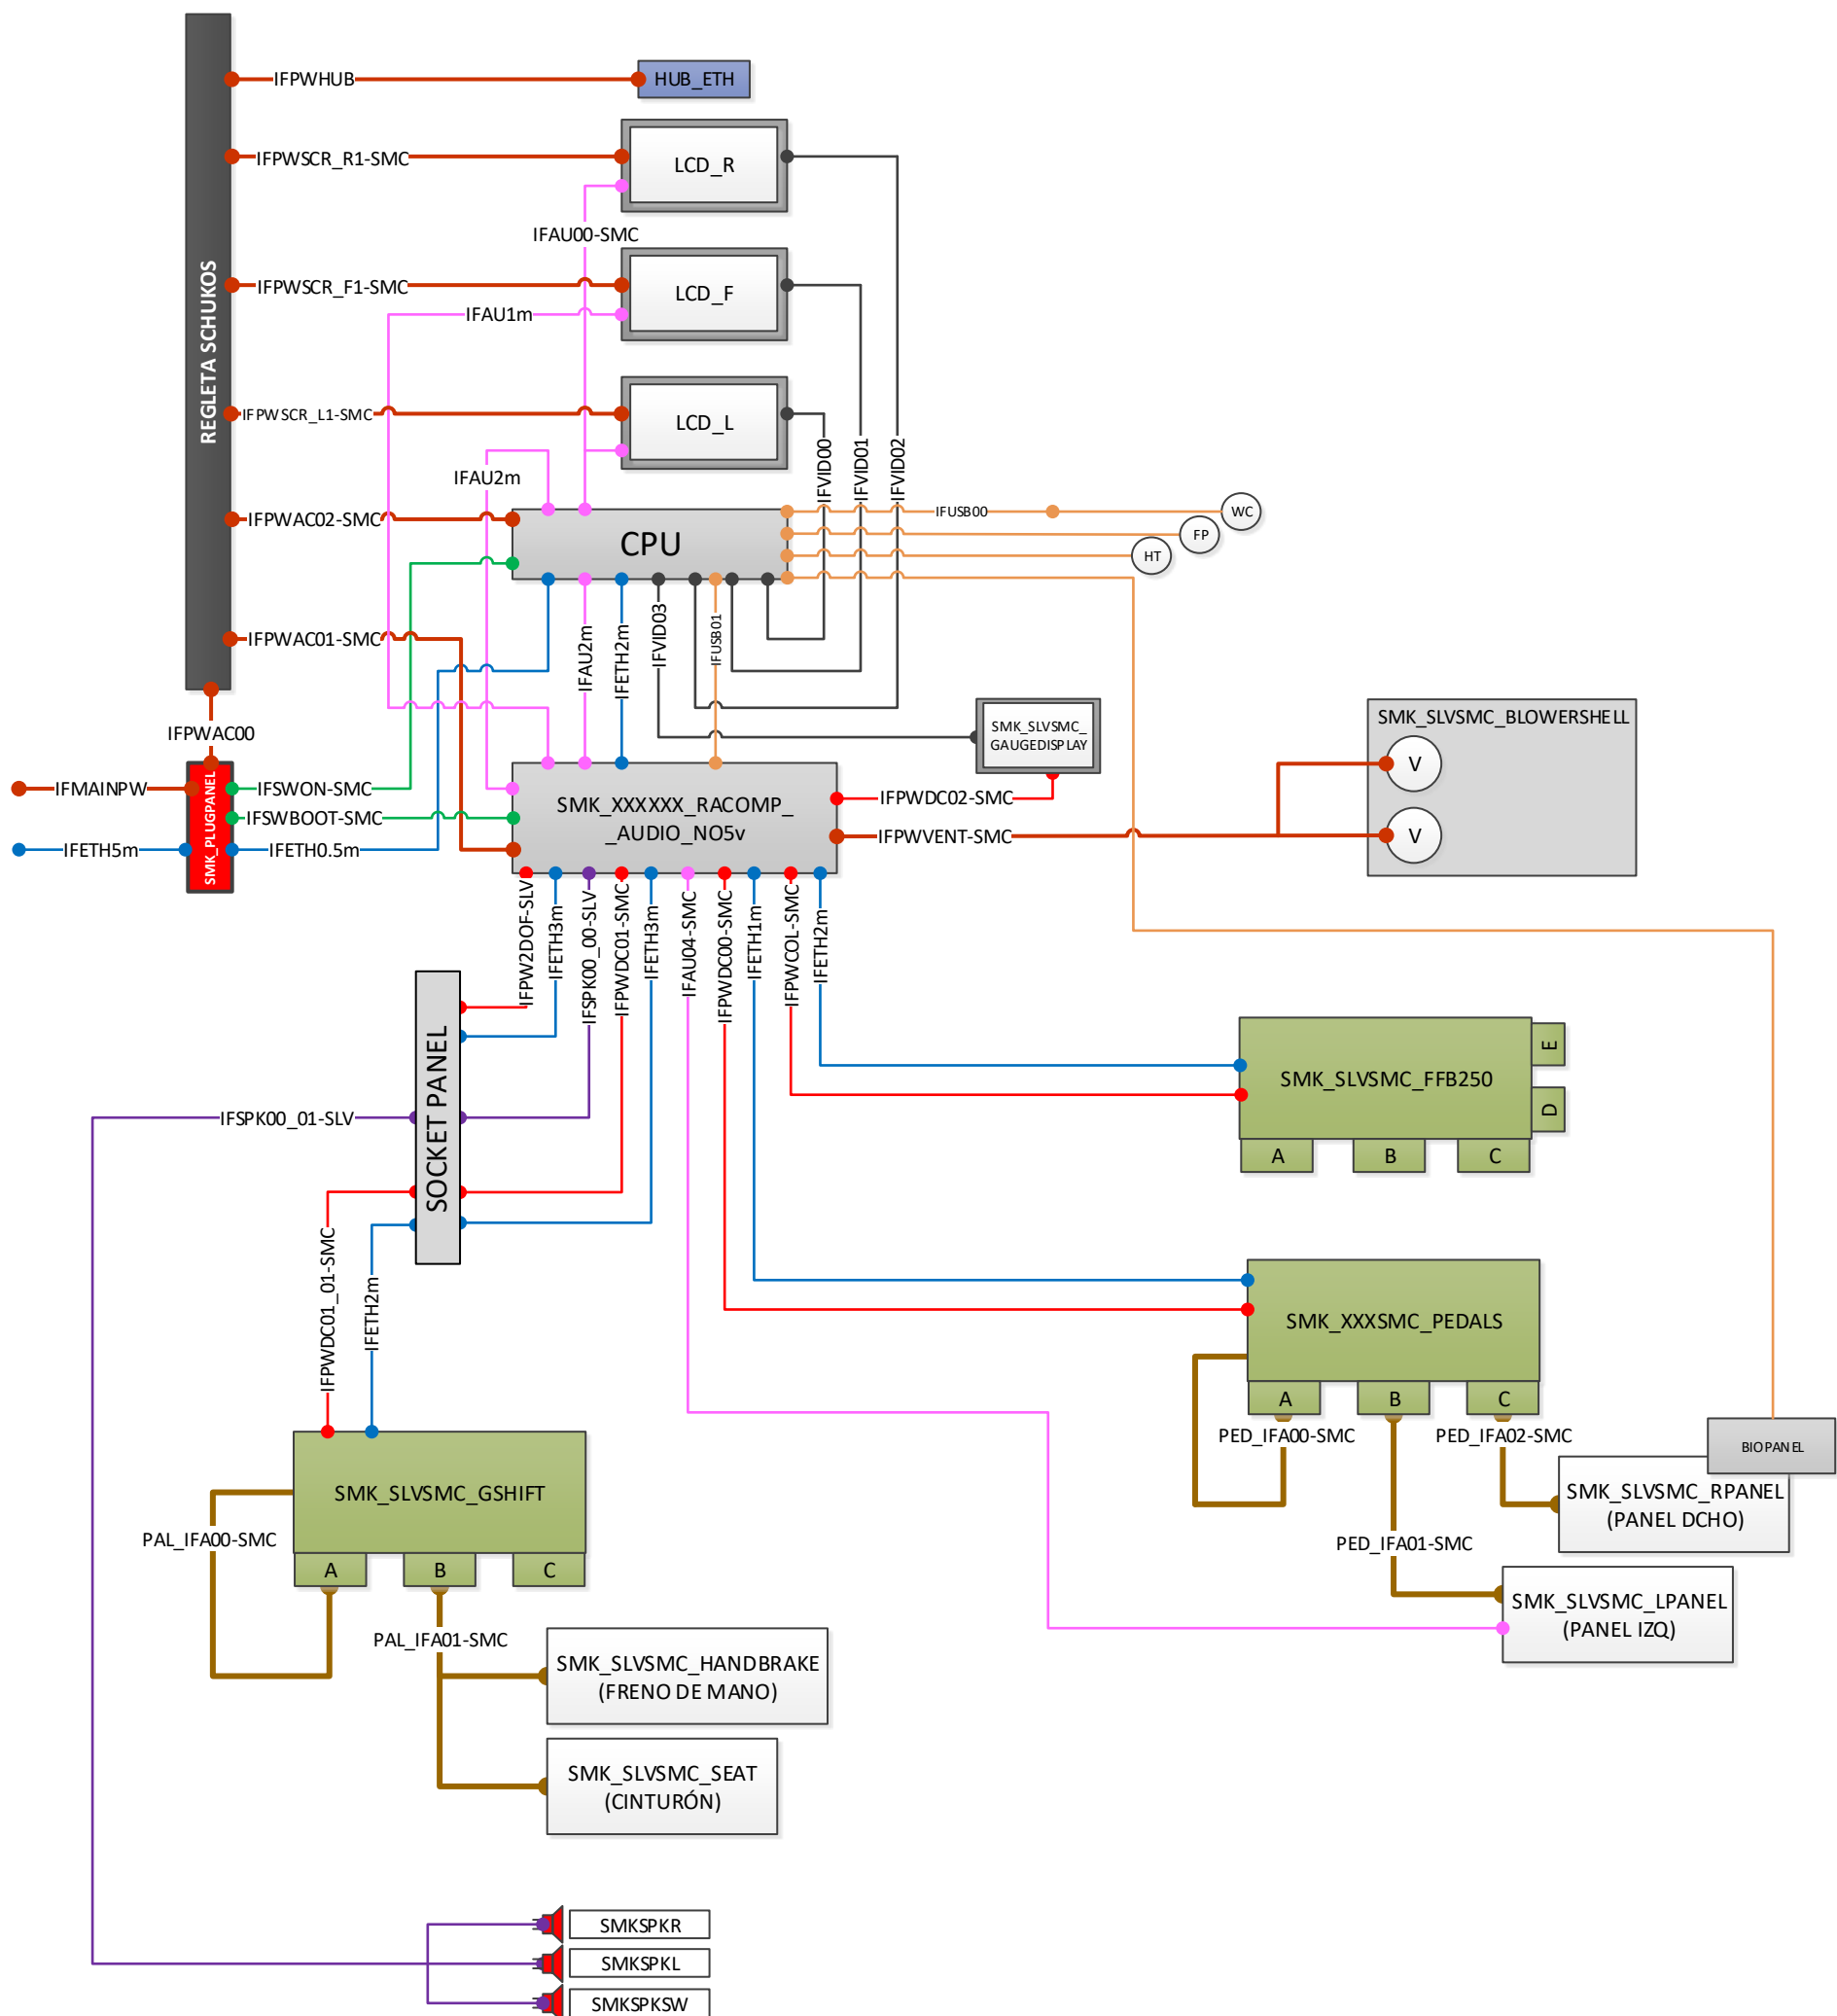 REGLETA SCHUKOS
IFPWHUB
HUB_ETH
IFPWSCR_R1-SMC
LCD_R
IFAU00-SMC
IFPWSCR_F1-SMC
LCD_F
IFAU1m
IFPWSCR_L1-SMC
LCD_L
IFVID00
IFVID01
IFVID02
IFAU2m
IFPWAC02-SMC
CPU
IFUSB00
WC
FP
HT
IFPWAC01-SMC
IFAU2m
IFETH2m
IFVID03
IFUSB01
IFPWAC00
SMK_SLVSMC_
GAUGEDISPLAY
SMK_SLVSMC_BLOWERSHELL
V
V
IFMAINPW
SMK_PLUGPANEL
IFSWON-SMC
IFSWBOOT-SMC
IFETH5m
IFETH0.5m
SMK_XXXXXX_RACOMP_
_AUDIO_NO5v
IFPWDC02-SMC
IFPWVENT-SMC
IFPW2DOF-SLV
IFETH3m
IFSPK00_00-SLV
IFPWDC01-SMC
IFETH3m
IFAU04-SMC
IFPWDC00-SMC
IFETH1m
IFPWCOL-SMC
IFETH2m
SOCKET PANEL
IFSPK00_01-SLV
SMK_SLVSMC_FFB250
E
D
A
B
C
IFPWDC01_01-SMC
IFETH2m
SMK_XXXSMC_PEDALS
A
B
C
PED_IFA00-SMC
PED_IFA02-SMC
BIOPANEL
SMK_SLVSMC_RPANEL
(PANEL DCHO)
PED_IFA01-SMC
SMK_SLVSMC_LPANEL
(PANEL IZQ)
SMK_SLVSMC_GSHIFT
PAL_IFA00-SMC
A
B
C
PAL_IFA01-SMC
SMK_SLVSMC_HANDBRAKE
(FRENO DE MANO)
SMK_SLVSMC_SEAT
(CINTURÓN)
SMKSPKR
SMKSPKL
SMKSPKSW